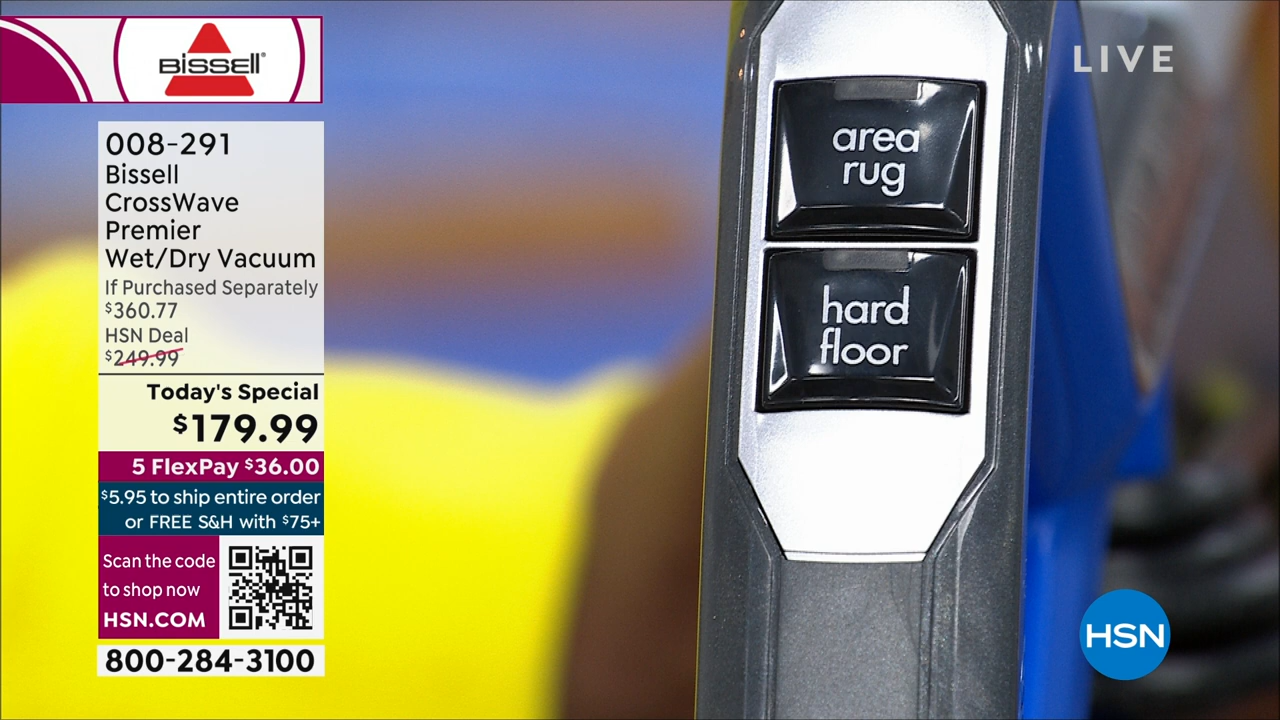 BISSELL®
LIVE
008-291
Bissell
CrossWave
Premier
Wet/Dry Vacuum
If Purchased Separately
$360.77
HSN Deal
$249.99
Today's Special
$179.99
5 FlexPay $36.00
$5.95 to ship entire order
or FREE S&H with $75+
Scan the code
to shop now
HSN.COM
800-284-3100
area
rug
hard
floor
HSN